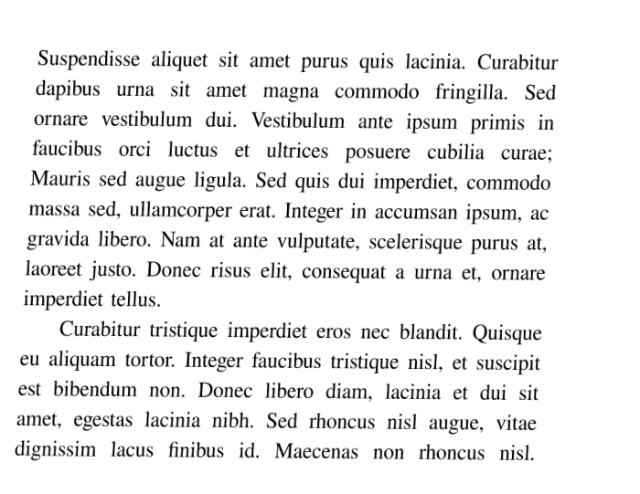 Suspendisse aliquet sit amet purus quis lacinia. Curabitur
dapibus urna sit amet magna commodo fringilla. Sed
ornare vestibulum dui. Vestibulum ante ipsum primis in
faucibus orci luctus et ultrices posuere cubilia curae;
Mauris sed augue ligula. Sed quis dui imperdiet, commodo
massa sed, ullamcorper erat. Integer in accumsan ipsum, ac
gravida libero. Nam at ante vulputate, scelerisque purus at,
laoreet justo. Donec risus elit, consequat a urna et, ornare
imperdiet tellus.
Curabitur tristique imperdiet eros nec blandit. Quisque
eu aliquam tortor. Integer faucibus tristique nisl, et suscipit
est bibendum non. Donec libero diam, lacinia et dui sit
amet, egestas lacinia nibh. Sed rhoncus nisl augue, vitae
dignissim lacus finibus id. Maecenas non rhoncus nisl.